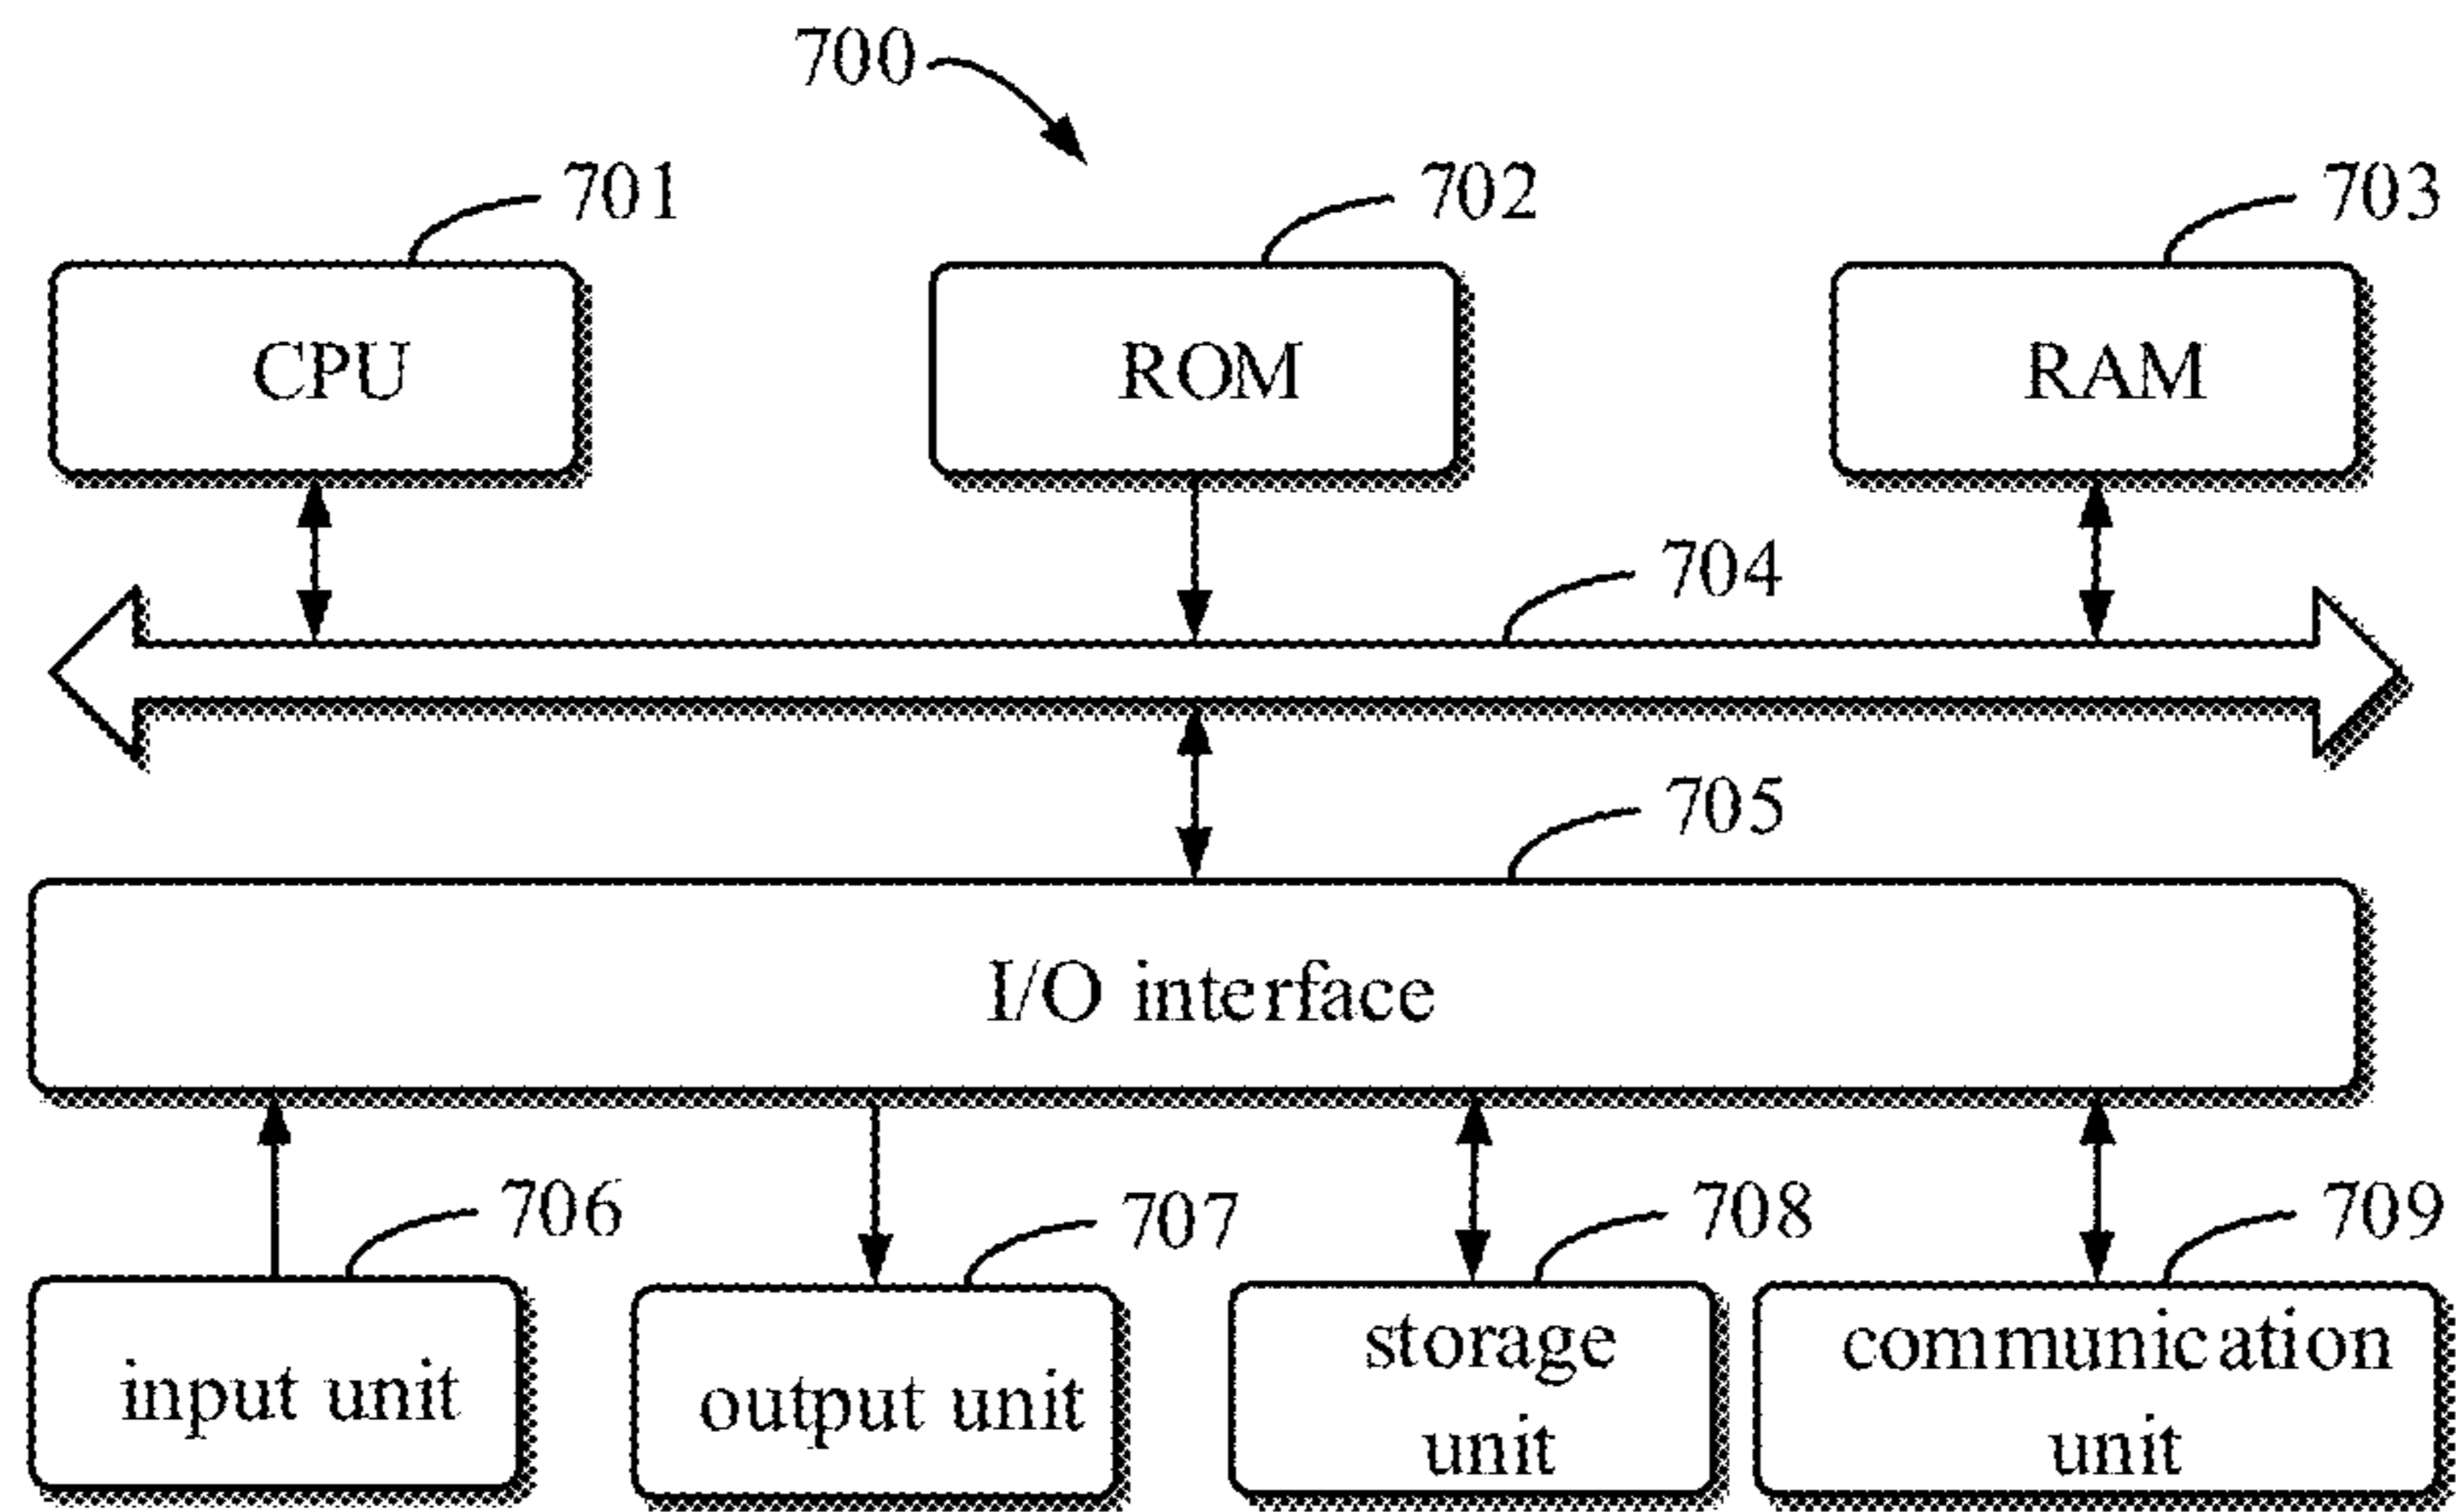 700
701
702
703
CPU
ROM
RAM
704
705
I/O interface
706
707
708
709
input unit
output unit
storage
unit
communication
unit